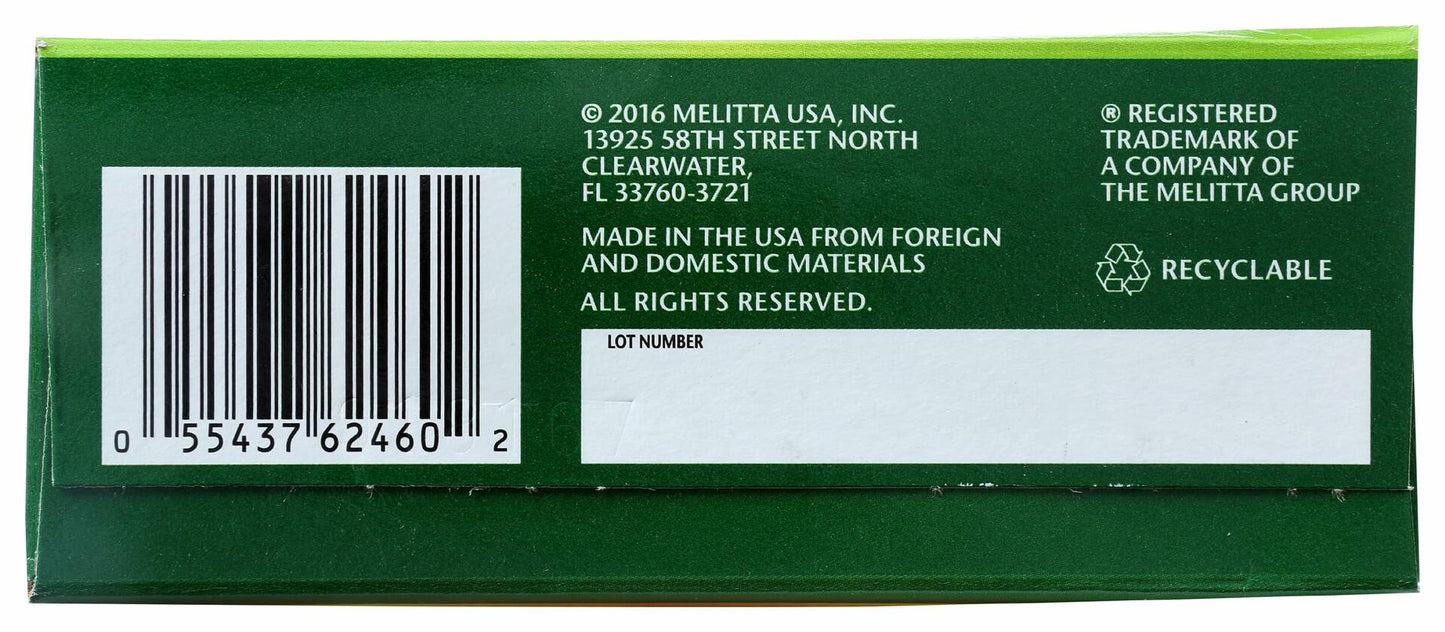 © 2016 MELITTA USA, INC.
13925 58TH STREET NORTH
CLEARWATER,
FL 33760-3721
MADE IN THE USA FROM FOREIGN
AND DOMESTIC MATERIALS
ALL RIGHTS RESERVED.
® REGISTERED
TRADEMARK OF
A COMPANY OF
THE MELITTA GROUP
RECYCLABLE
LOT NUMBER
0 55437 62460 2